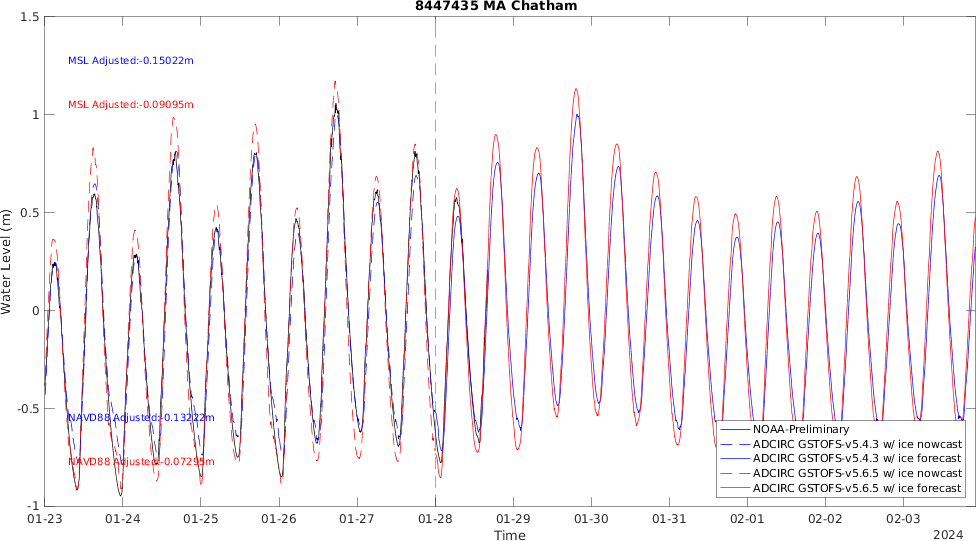 8447435 MA Chatham
1.5
MSL Adjusted:-0.15022m
MSL Adjusted:-0.09095m
1
0.5
Water Level (m)
0
-0.5
NAVD88 Adjusted:-0.13222m
NAVD88 Adjusted:-0.07295m
-1
NOAA-Preliminary
ADCIRC GSTOFS-v5.4.3 w/ ice nowcast
ADCIRC GSTOFS-v5.4.3 w/ ice forecast
ADCIRC GSTOFS-v5.6.5 w/ ice nowcast
ADCIRC GSTOFS-v5.6.5 w/ ice forecast
01-23 01-24 01-25 01-26 01-27 01-28 01-29 01-30 01-31 02-01 02-02 02-03
Time
2024